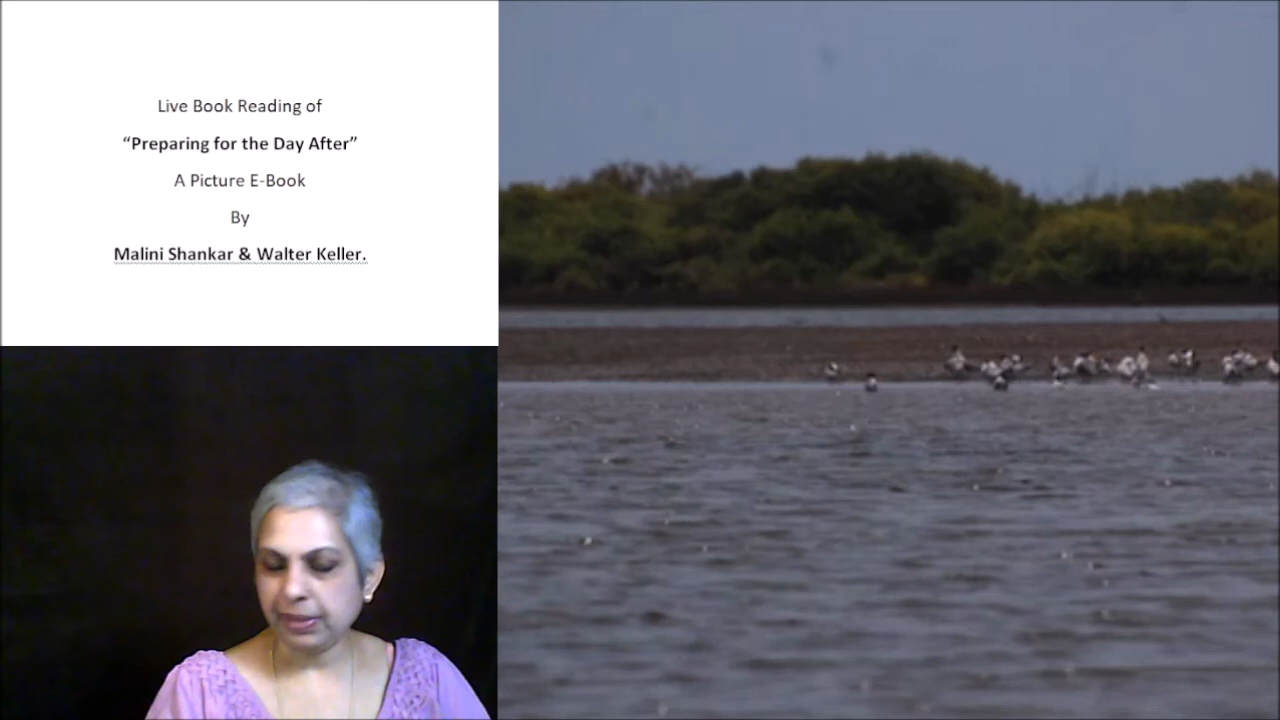 Live Book Reading of
“Preparing for the Day After”
A Picture E-Book
By
Malini Shankar & Walter Keller.